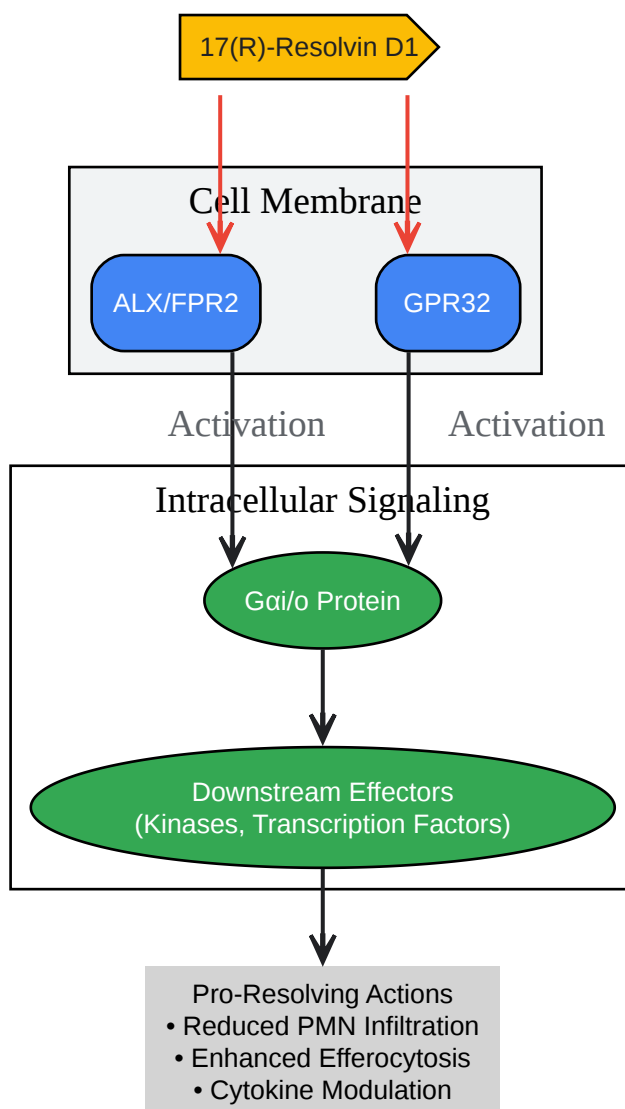 17(R)-Resolvin D1
Cell Membrane
ALX/FPR2
GPR32
Activation
Activation
Intracellular Signaling
Gαi/o Protein
Downstream Effectors
(Kinases, Transcription Factors)
Pro-Resolving Actions
• Reduced PMN Infiltration
• Enhanced Efferocytosis
• Cytokine Modulation